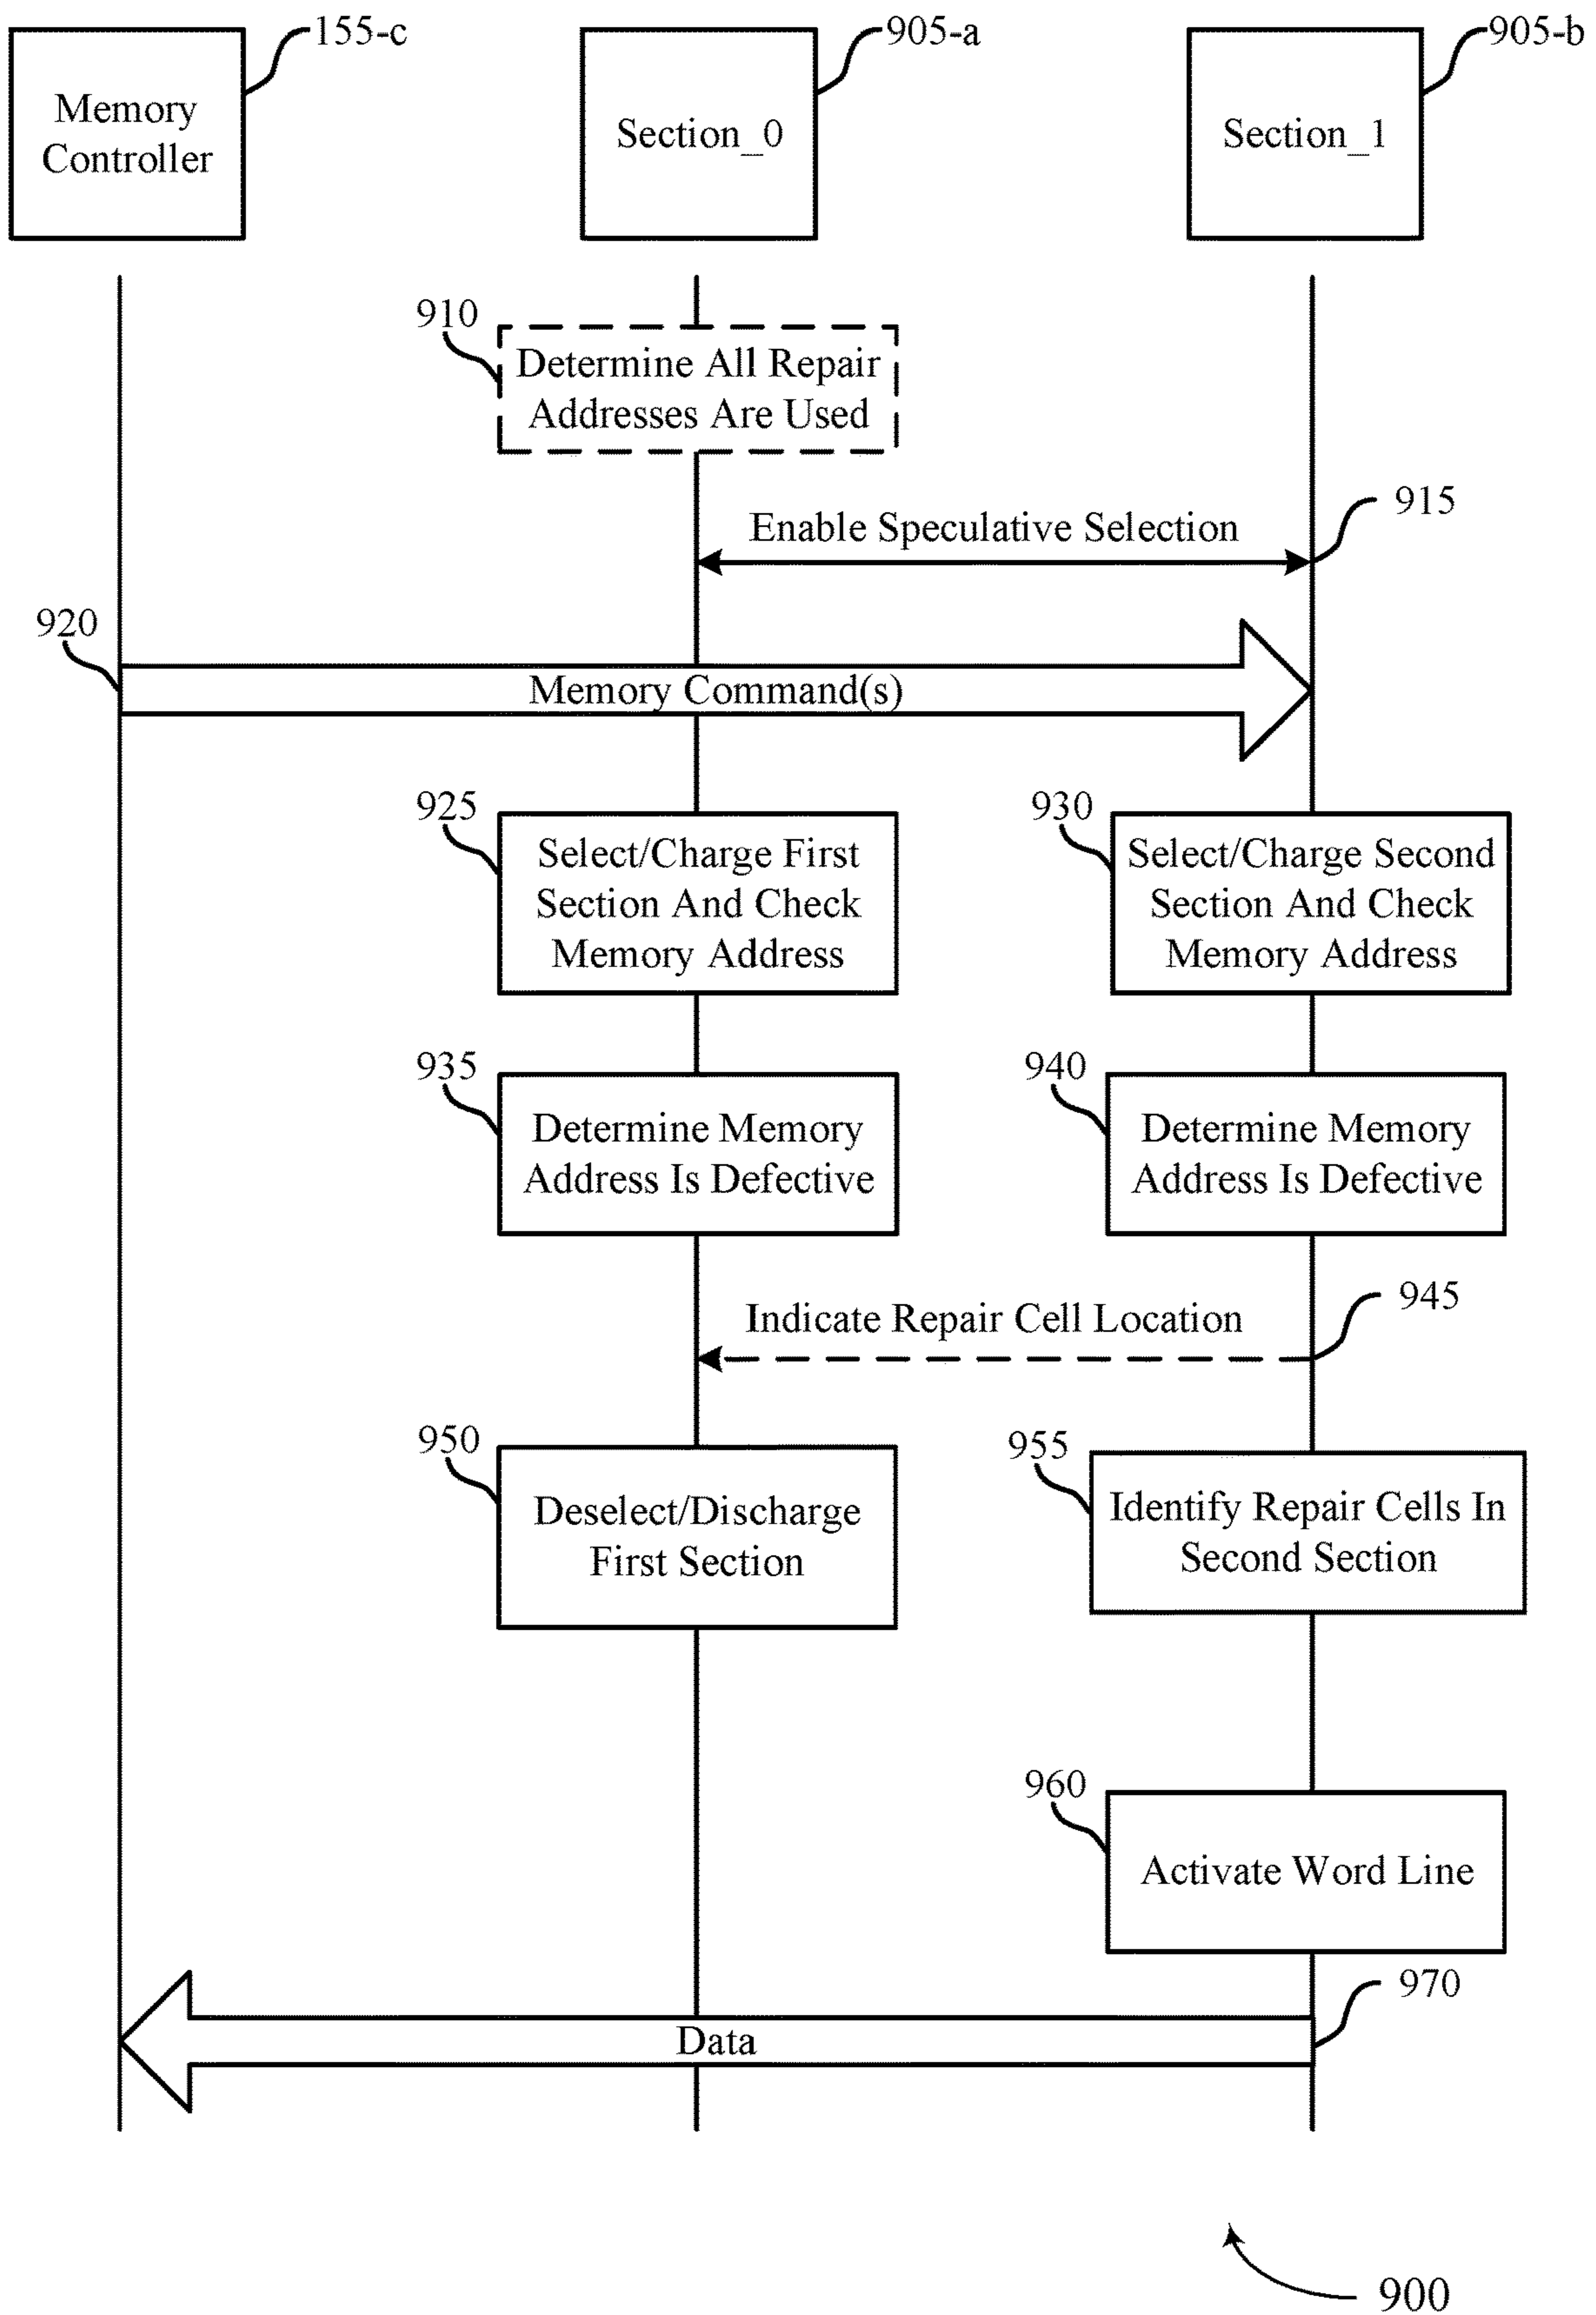 155-c
905-a
905-b
Memory
Controller
Section_0
Section_1
910
Determine All Repair
Addresses Are Used
915
Enable Speculative Selection
920
Memory Command(s)
925
Select/Charge First
Section And Check
Memory Address
930
Select/Charge Second
Section And Check
Memory Address
935
Determine Memory
Address Is Defective
940
Determine Memory
Address Is Defective
945
Indicate Repair Cell Location
950
Deselect/Discharge
First Section
955
Identify Repair Cells In
Second Section
960
Activate Word Line
970
Data
900